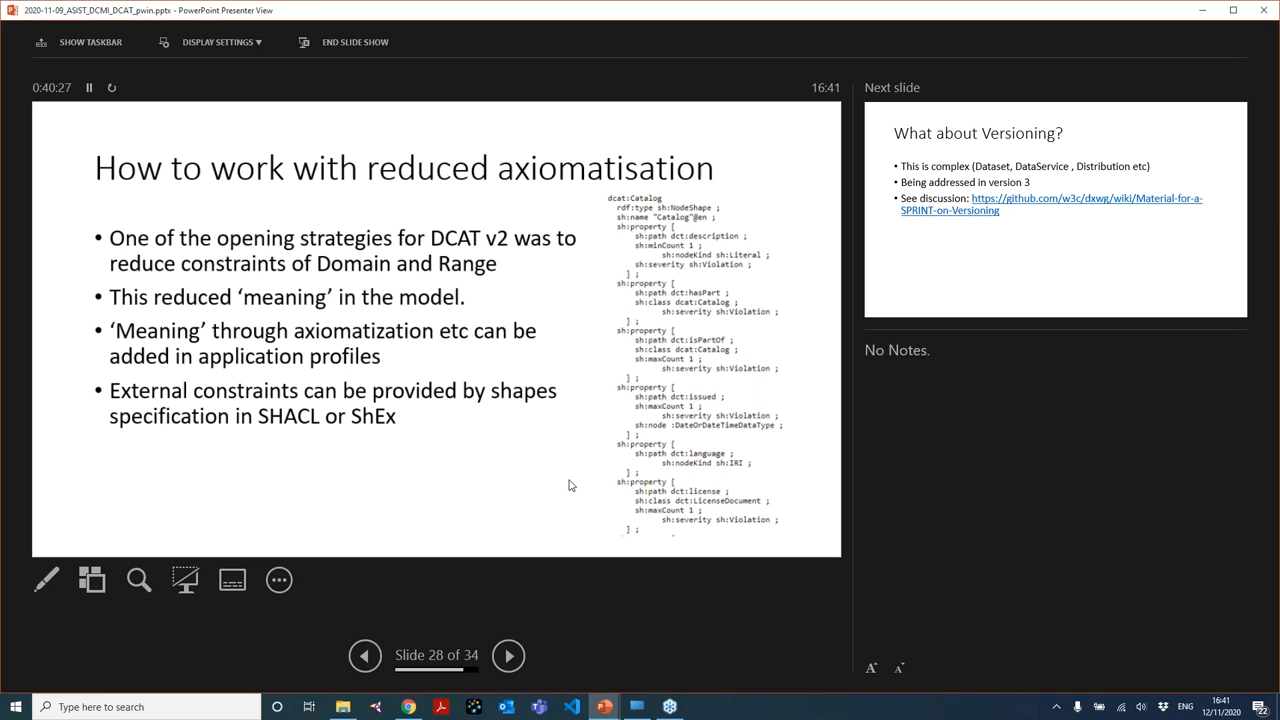 2020-11-09_ASIST_DCMI_DCAT_pwin.pptx - PowerPoint Presenter View
SHOW TASKBAR
DISPLAY SETTINGS ▼
END SLIDE SHOW
0:40:27
16:41
How to work with reduced axiomatisation
• One of the opening strategies for DCAT v2 was to
reduce constraints of Domain and Range
• This reduced ‘meaning’ in the model.
• ‘Meaning’ through axiomatization etc can be
added in application profiles
• External constraints can be provided by shapes
specification in SHACL or ShEx
dcat:Catalog
rdf:type sh:NodeShape ;
sh:name "Catalog"@en ;
sh:property [
sh:path dct:description ;
sh:minCount 1 ;
sh:nodeKind sh:Literal ;
sh:severity sh:Violation ;
] ;
sh:property [
sh:path dct:hasPart ;
sh:class dcat:Catalog ;
sh:severity sh:Violation ;
] ;
sh:property [
sh:path dct:isPartOf ;
sh:class dcat:Catalog ;
sh:maxCount 1 ;
sh:severity sh:Violation ;
] ;
sh:property [
sh:path dct:issued ;
sh:maxCount 1 ;
sh:severity sh:Violation ;
sh:node :DateOrDateTimeDataType ;
] ;
sh:property [
sh:path dct:language ;
sh:nodeKind sh:IRI ;
] ;
sh:property [
sh:path dct:license ;
sh:class dct:LicenseDocument ;
sh:maxCount 1 ;
sh:severity sh:Violation ;
] ;
Slide 28 of 34
Next slide
What about Versioning?
• This is complex (Dataset, DataService , Distribution etc)
• Being addressed in version 3
• See discussion: https://github.com/w3c/dxwg/wiki/Material-for-a-
SPRINT-on-Versioning
No Notes.
A A
Type here to search
ENG
16:41
12/11/2020
22